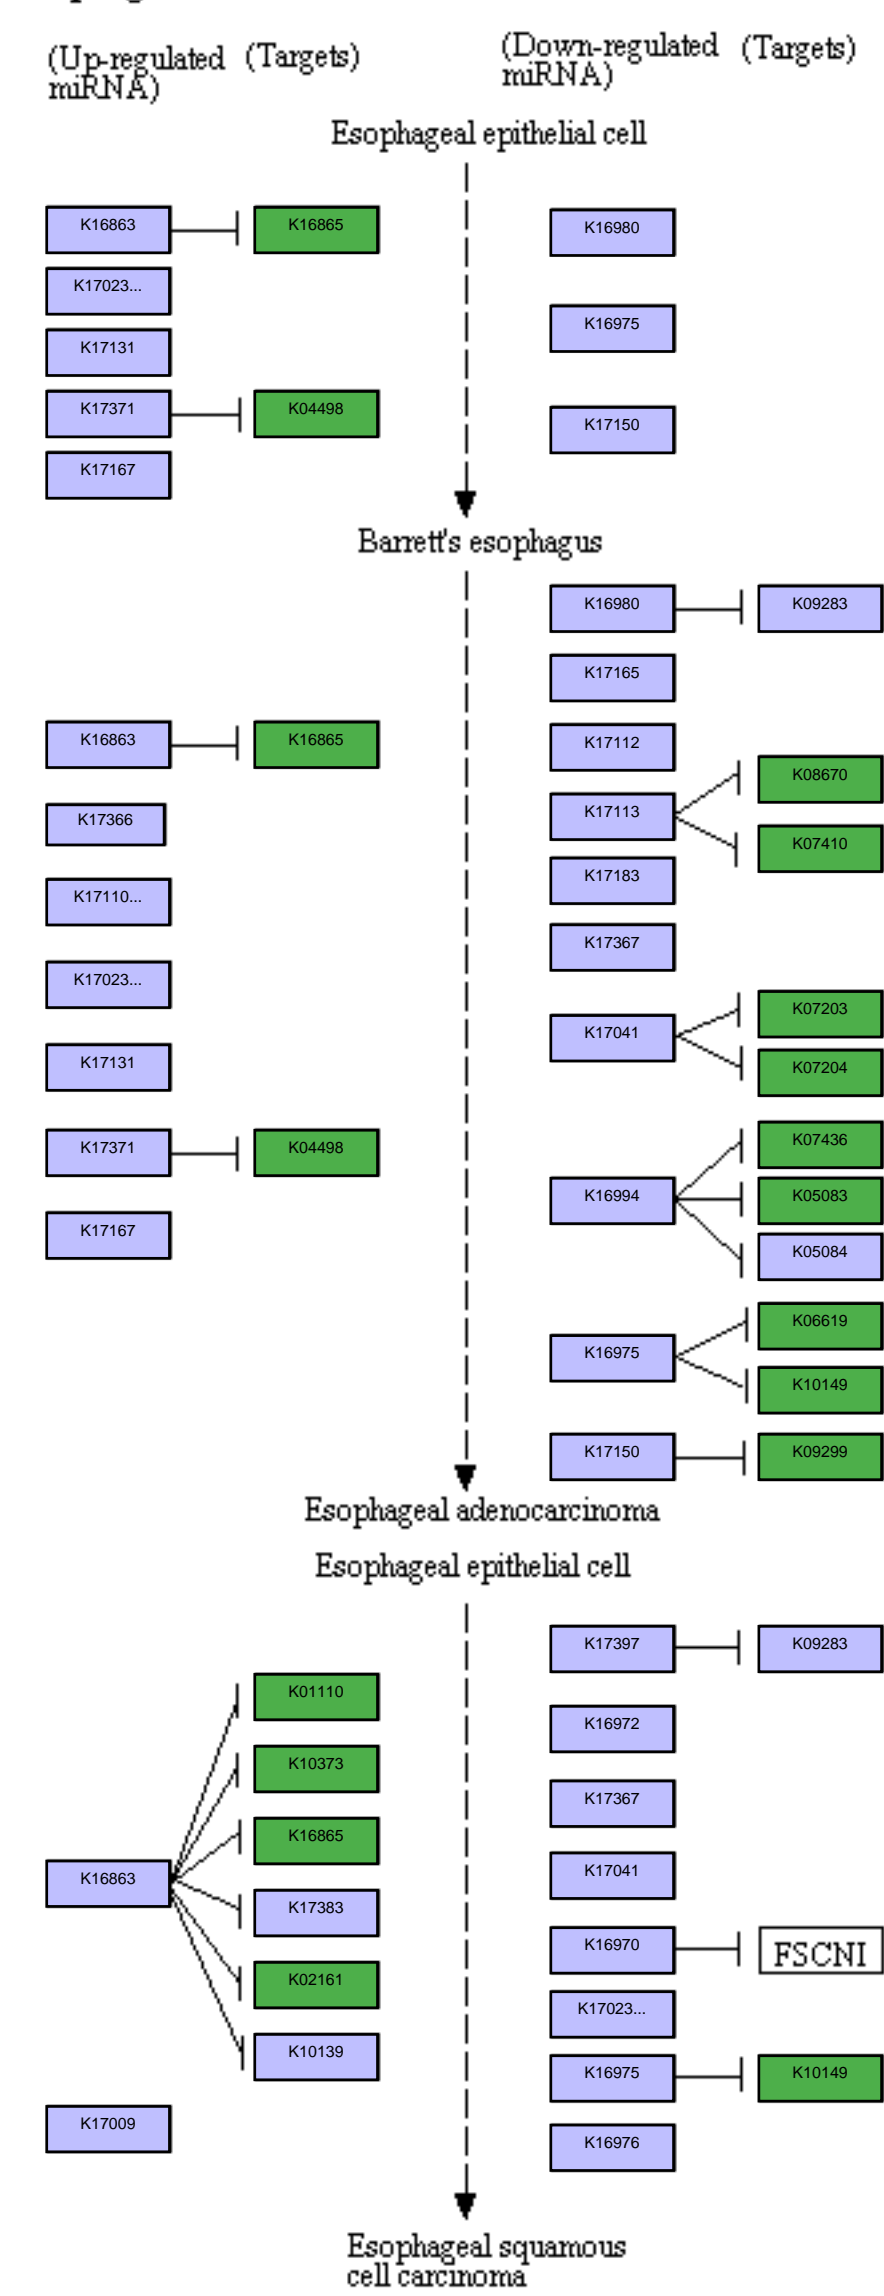 (Up-regulated (Targets)
miRNA)
(Down-regulated (Targets)
miRNA)
Esophageal epithelial cell
K16863 K16865
K17023...
K17131
K17371 K04498
K17167
K16980
K16975
K17150
Barrett's esophagus
K16863 K16865
K17366
K17110...
K17023...
K17131
K17371 K04498
K17167
K16980 K09283
K17165
K17112
K08670
K17113
K07410
K17183
K17367
K07203
K17041
K07204
K07436
K16994 K05083
K05084
K06619
K16975
K10149
K17150 K09299
Esophageal adenocarcinoma
Esophageal epithelial cell
K01110
K10373
K16865
K16863
K17383
K02161
K10139
K17009
K17397 K09283
K16972
K17367
K17041
K16970 FSCNI
K17023...
K16975 K10149
K16976
Esophageal squamous
cell carcinoma